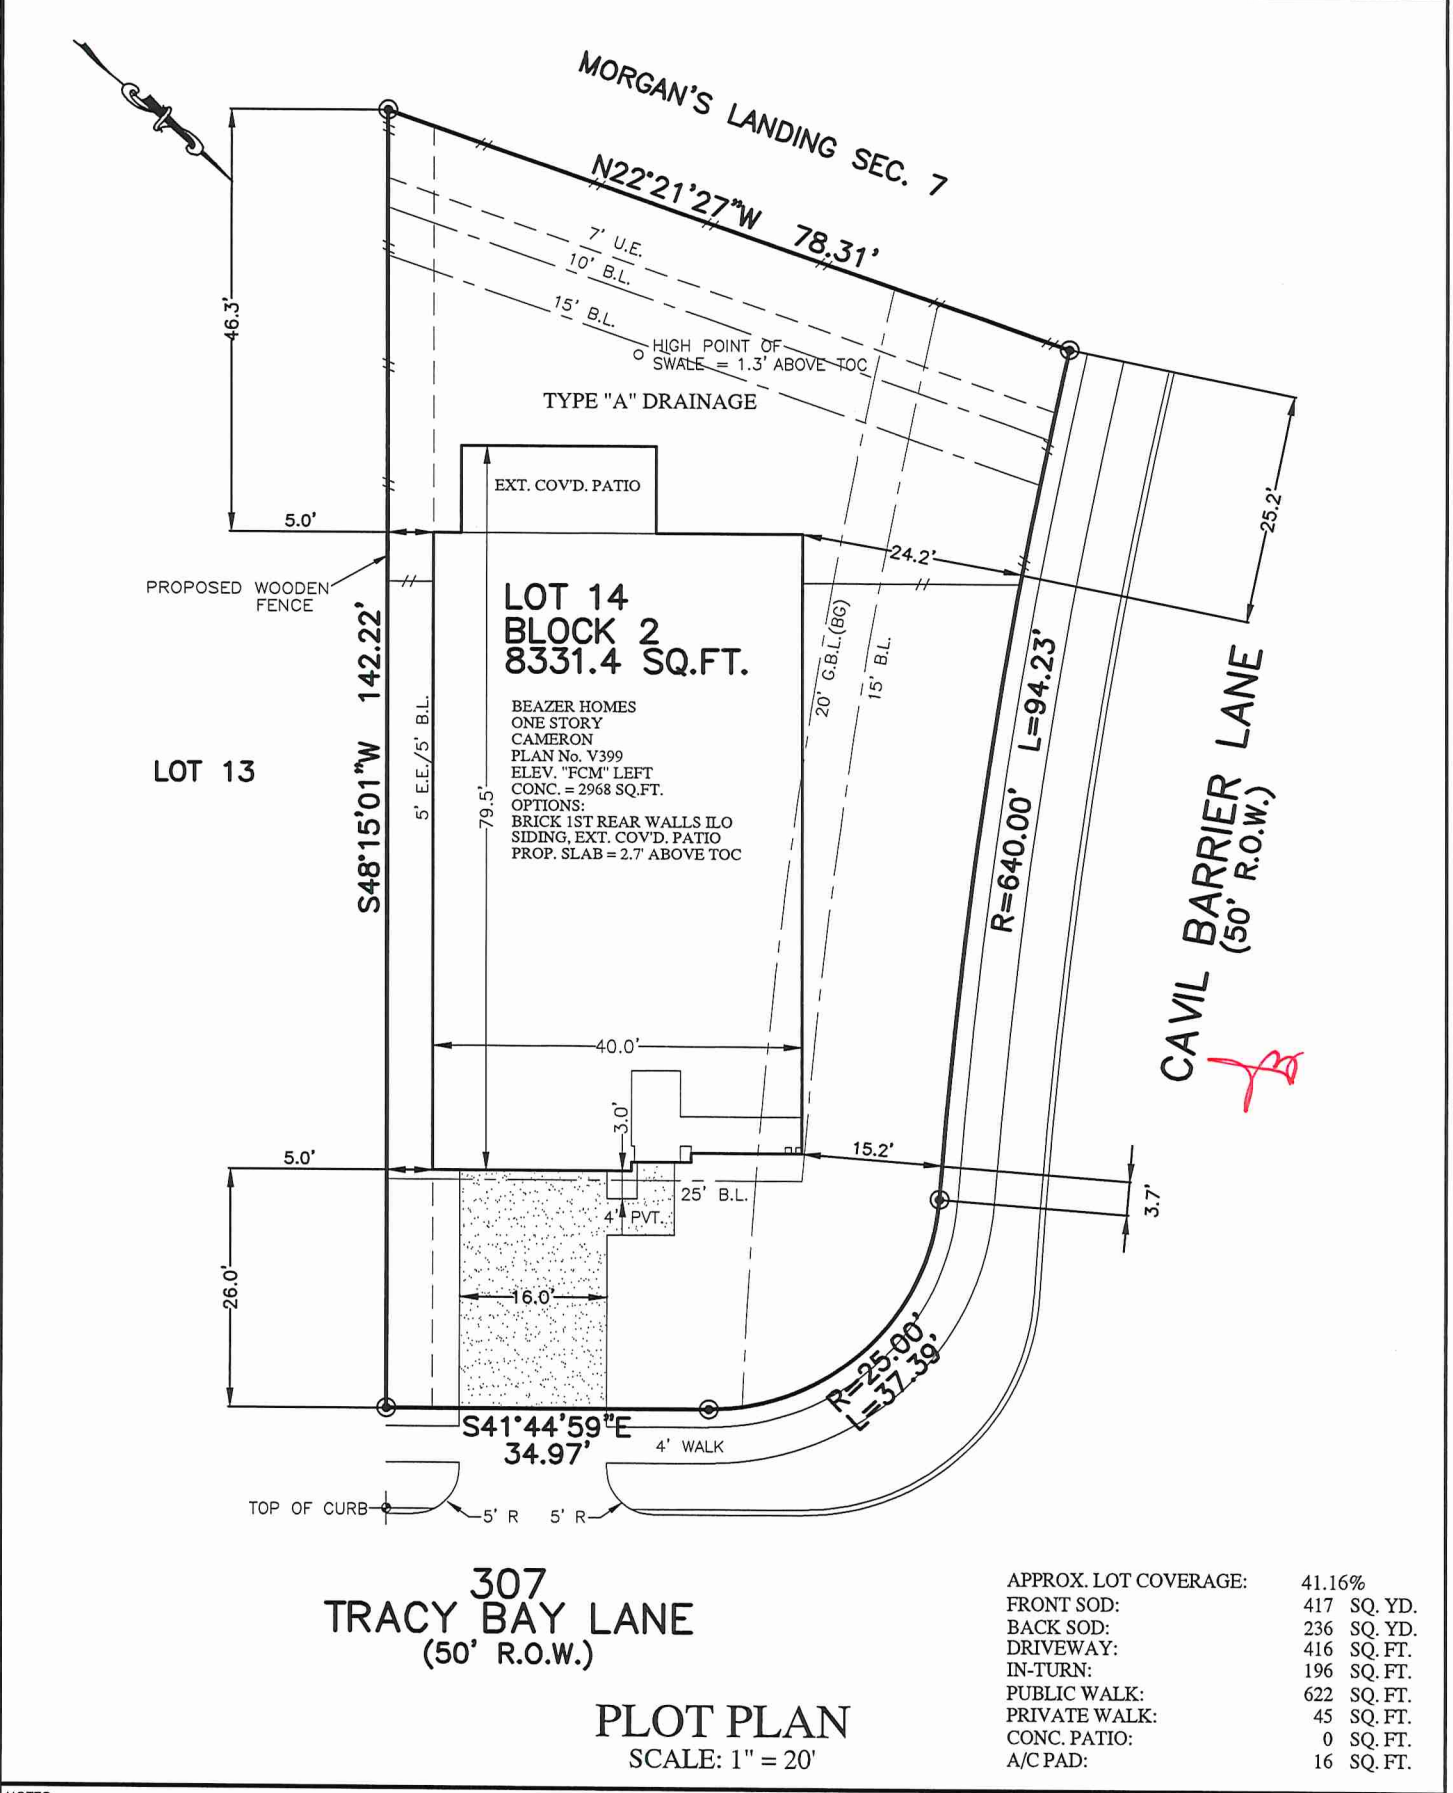 MORGAN'S LANDING SEC. 7
N22°21'27"W 78.31'
7' U.E.
10' B.L.
15' B.L.
HIGH POINT OF
SWALE = 1.3' ABOVE TOC
TYPE "A" DRAINAGE
46.3'
EXT. COV'D. PATIO
25.2'
5.0'
24.2'
PROPOSED WOODEN
FENCE
LOT 14
BLOCK 2
8331.4 SQ.FT.
BEAZER HOMES
ONE STORY
CAMERON
PLAN No. V399
ELEV. "FCM" LEFT
CONC. = 2968 SQ.FT.
OPTIONS:
BRICK 1ST REAR WALLS ILO
SIDING, EXT. COV'D. PATIO
PROP. SLAB = 2.7' ABOVE TOC
20' G.B.L.(BG)
15' B.L.
R=640.00' L=94.23'
CAVIL BARRIER LANE
(50' R.O.W.)
LOT 13
S48°15'01"W 142.22'
5' E.E./5' B.L.
79.5'
40.0'
3.0'
5.0'
15.2'
25' B.L.
3.7'
4' PVT.
26.0'
16.0'
R=25.00'
L=37.39'
S41°44'59"E
34.97'
4' WALK
TOP OF CURB
5' R
5' R
307
TRACY BAY LANE
(50' R.O.W.)
PLOT PLAN
SCALE: 1" = 20'
APPROX. LOT COVERAGE: 41.16%
FRONT SOD: 417 SQ. YD.
BACK SOD: 236 SQ. YD.
DRIVEWAY: 416 SQ. FT.
IN-TURN: 196 SQ. FT.
PUBLIC WALK: 622 SQ. FT.
PRIVATE WALK: 45 SQ. FT.
CONC. PATIO: 0 SQ. FT.
A/C PAD: 16 SQ. FT.